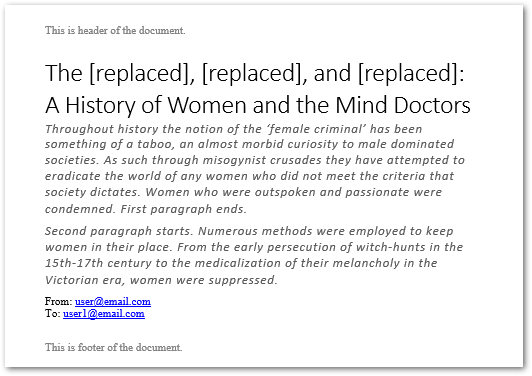 This is header of the document.
The [replaced], [replaced], and [replaced]:
A History of Women and the Mind Doctors
Throughout history the notion of the ‘female criminal’ has been
something of a taboo, an almost morbid curiosity to male dominated
societies. As such through misogynist crusades they have attempted to
eradicate the world of any women who did not meet the criteria that
society dictates. Women who were outspoken and passionate were
condemned. First paragraph ends.
Second paragraph starts. Numerous methods were employed to keep
women in their place. From the early persecution of witch-hunts in the
15th-17th century to the medicalization of their melancholy in the
Victorian era, women were suppressed.
From: user@email.com
To: user1@email.com
This is footer of the document.